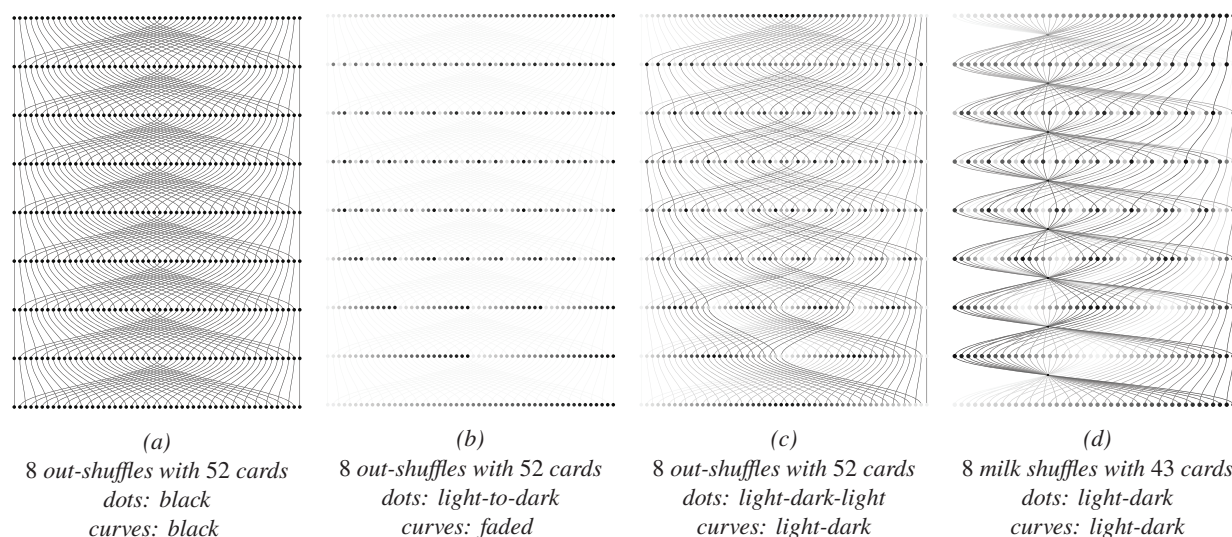 (a)
8 out-shuffles with 52 cards
dots: black
curves: black
(b)
8 out-shuffles with 52 cards
dots: light-to-dark
curves: faded
(c)
8 out-shuffles with 52 cards
dots: light-dark-light
curves: light-dark
(d)
8 milk shuffles with 43 cards
dots: light-dark
curves: light-dark